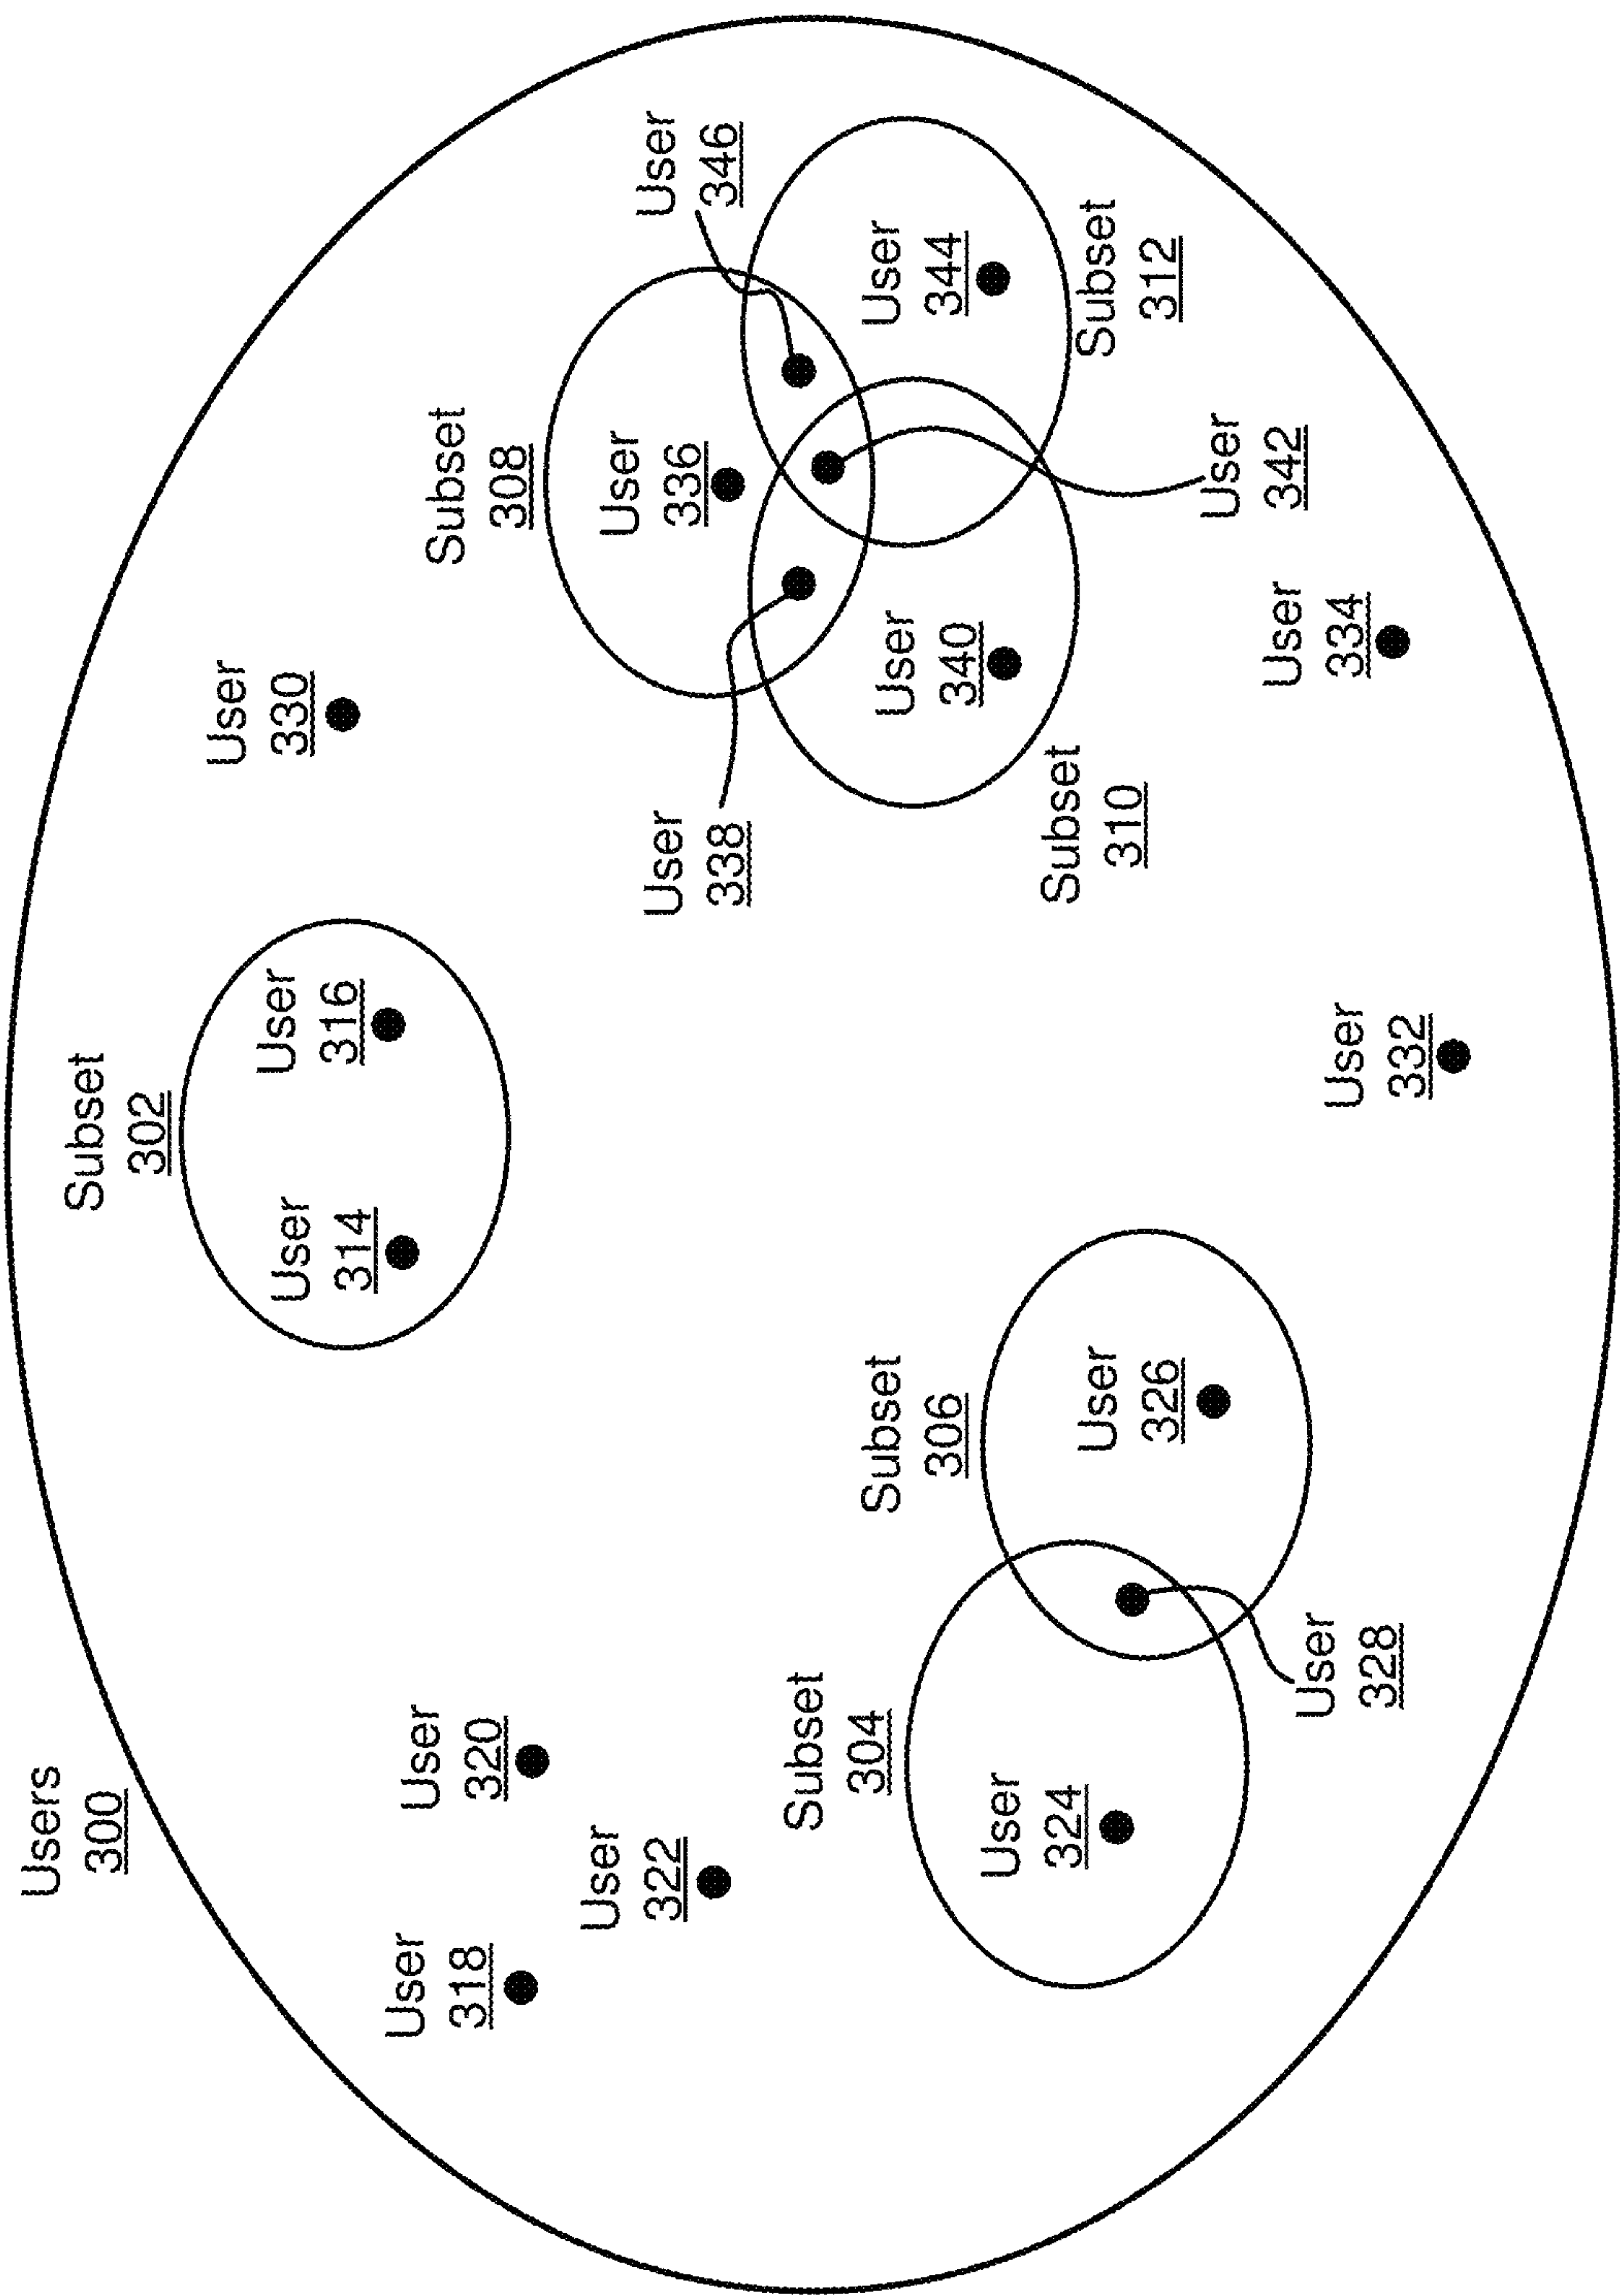 Users
300
Subset
302
User
330
User
314
User
316
User
318
User
320
Subset
308
User
322
User
336
User
338
User
346
Subset
304
Subset
306
User
340
User
344
User
324
Subset
310
Subset
312
User
326
User
342
User
334
User
328
User
332